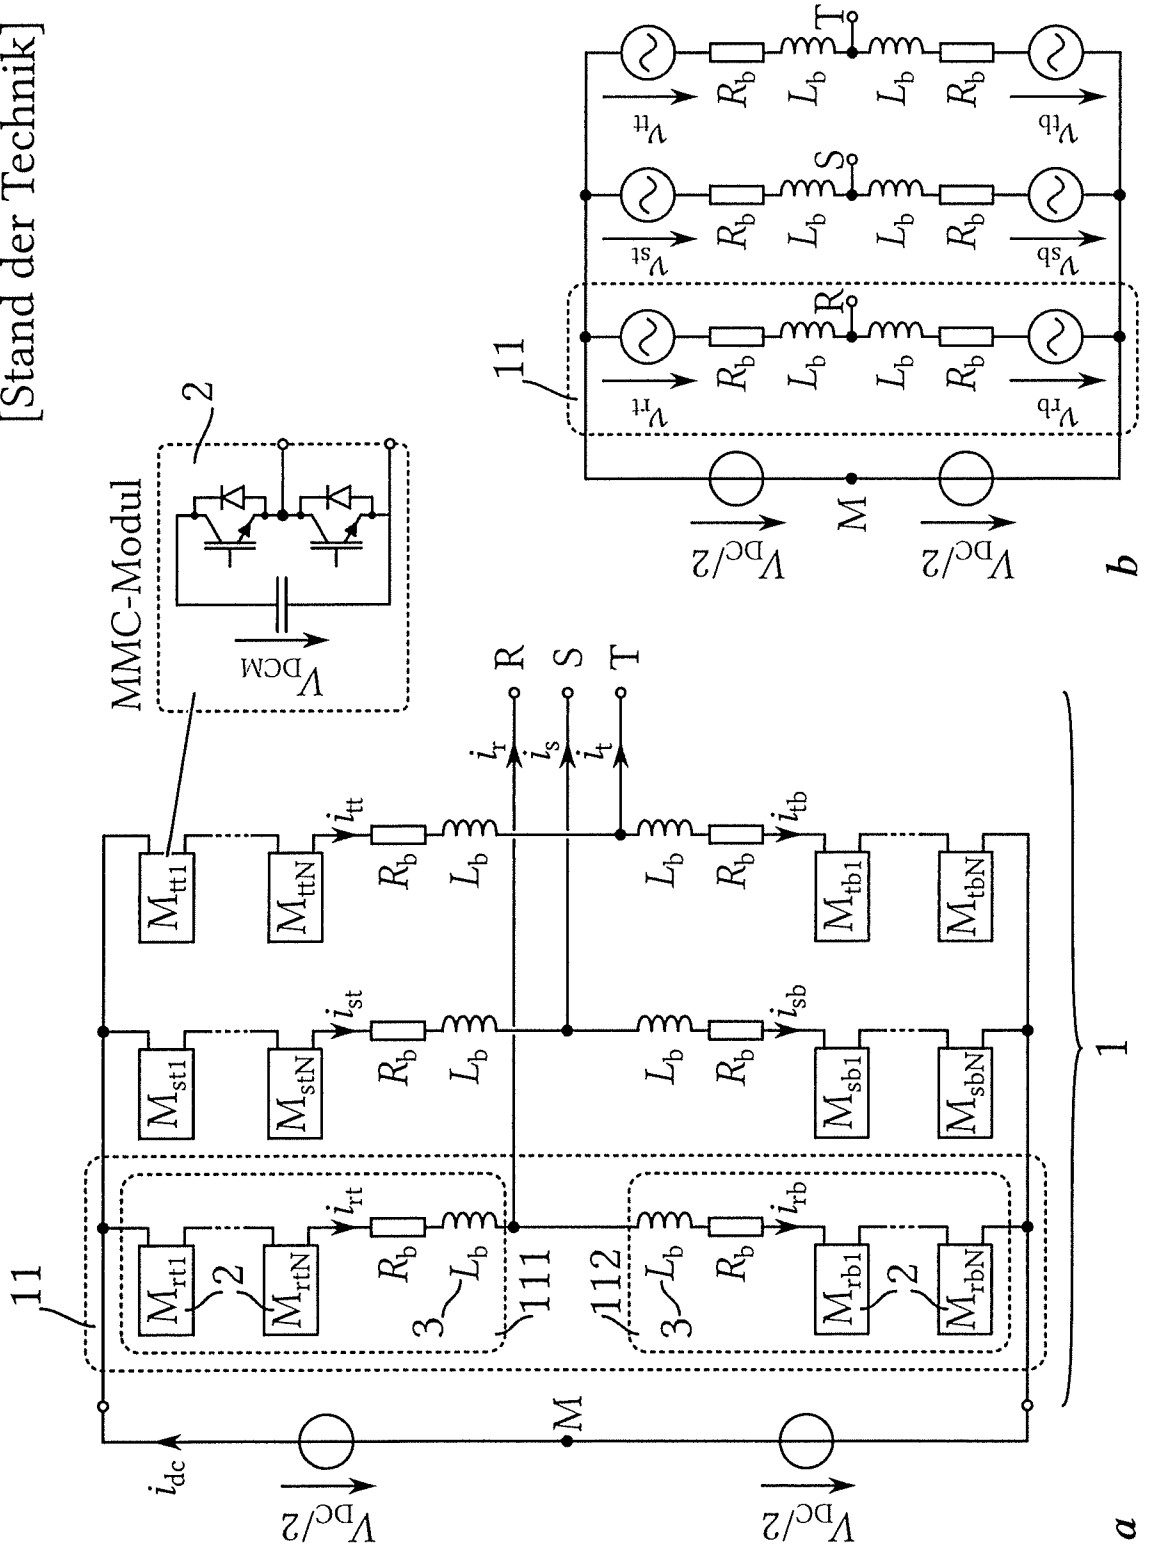 [Stand der Technik]
MMC-Modul
2
V_DCM
11
M_rt1
M_st1
M_tt1
2
M_rtN
M_stN
M_ttN
i_rt
i_st
i_tt
R_b
R_b
R_b
3
L_b
L_b
L_b
111
i_dc
V_DC/2
M
V_DC/2
i_r
R
i_s
S
i_t
T
112
3
L_b
L_b
L_b
R_b
R_b
R_b
i_rb
i_sb
i_tb
M_rb1
M_sb1
M_tb1
2
M_rbN
M_sbN
M_tbN
1
a
11
v_rt
v_st
v_tt
R_b
R_b
R_b
L_b
L_b
L_b
V_DC/2
M
V_DC/2
R
S
T
L_b
L_b
L_b
R_b
R_b
R_b
v_rb
v_sb
v_tb
b